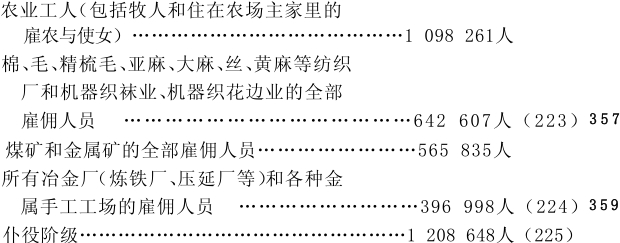 农业工人(包括牧人和住在农场主家里的
雇农与使女)………………………………………1 098 261人
棉、毛、精梳毛、亚麻、大麻、丝、黄麻等纺织
厂和机器织袜业、机器织花边业的全部
雇佣人员 ………………………………………642 607人(223)357
煤矿和金属矿的全部雇佣人员……………………565 835人
所有冶金厂(炼铁厂、压延厂等)和各种金
属手工工场的雇佣人员 ………………………396 998人(224)359
仆役阶级……………………………………………1 208 648人(225)